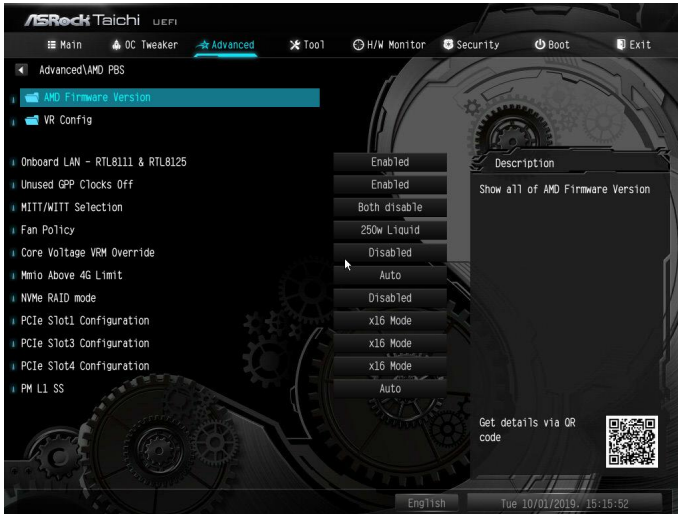 ASRock Taichi UEFI
Main OC Tweaker Advanced Tool H/W Monitor Security Boot Exit
Advanced\AMD PBS
AMD Firmware Version
VR Config
Onboard LAN - RTL8111 & RTL8125 Enabled
Unused GPP Clocks Off Enabled
MITT/WITT Selection Both disable
Fan Policy 250w Liquid
Core Voltage VRM Override Disabled
Mmio Above 4G Limit Auto
NVMe RAID mode Disabled
PCIe Slot1 Configuration x16 Mode
PCIe Slot3 Configuration x16 Mode
PCIe Slot4 Configuration x16 Mode
PM L1 SS Auto
Description
Show all of AMD Firmware Version
Get details via QR
code
English Tue 10/01/2019. 15:15:52